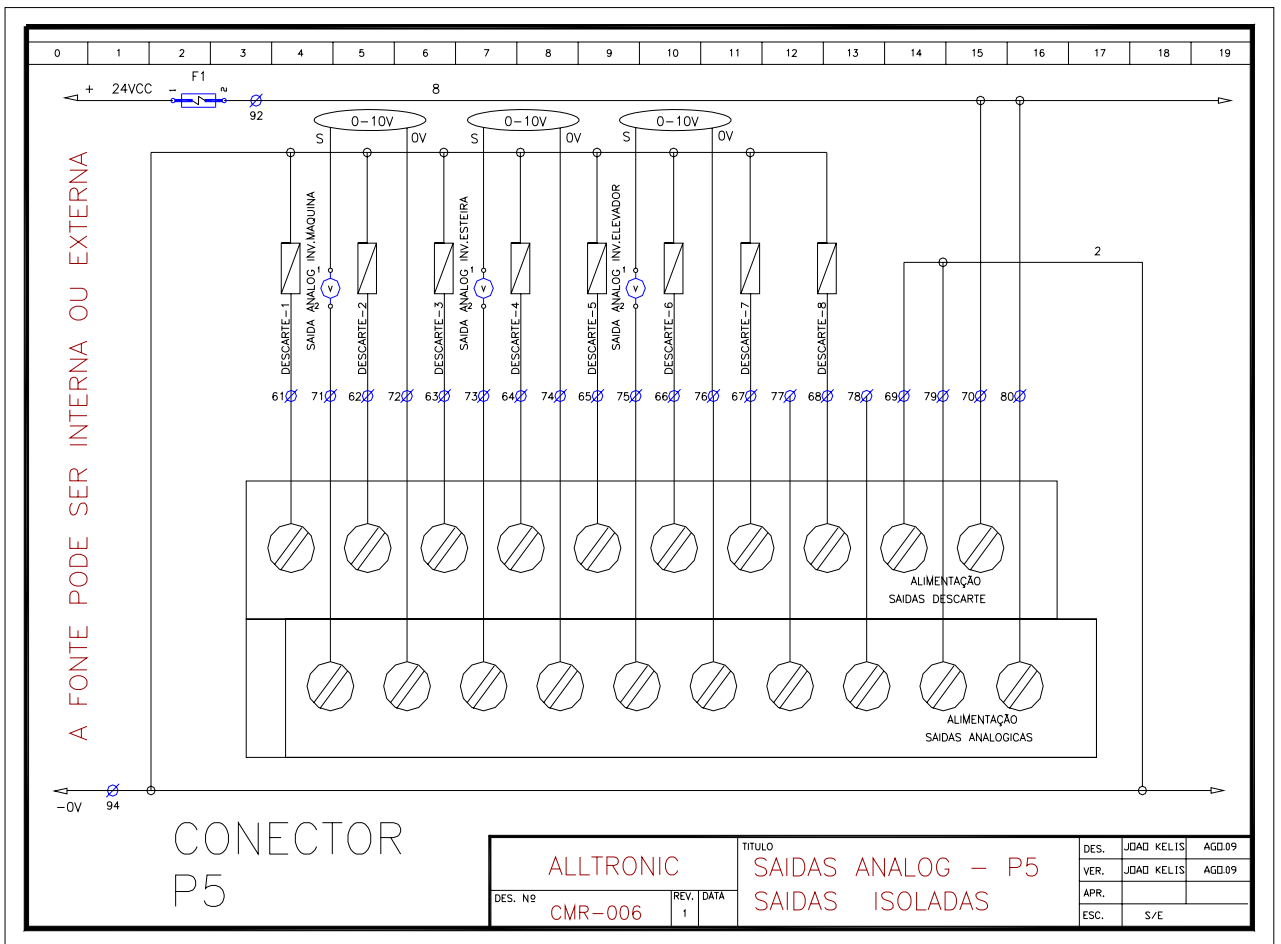 0 1 2 3 4 5 6 7 8 9 10 11 12 13 14 15 16 17 18 19
F1
+ 24VCC 1 2 8
92
0-10V 0-10V 0-10V
S 0V S 0V S 0V
A FONTE PODE SER INTERNA OU EXTERNA
2
SAIDA ANALOG INV.MAQUINA
SAIDA ANALOG INV.ESTEIRA
SAIDA ANALOG INV.ELEVADOR
1 1 1
V V V
2 2 2
DESCARTE-1
DESCARTE-2
DESCARTE-3
DESCARTE-4
DESCARTE-5
DESCARTE-6
DESCARTE-7
DESCARTE-8
61 71 62 72 63 73 64 74 65 75 66 76 67 77 68 78 69 79 70 80
ALIMENTAÇÃO
SAIDAS DESCARTE
ALIMENTAÇÃO
SAIDAS ANALOGICAS
-0V 94
CONECTOR
P5
ALLTRONIC
DES. Nº
CMR-006
REV.
1
DATA
TITULO
SAIDAS ANALOG - P5
SAIDAS ISOLADAS
DES. JOAO KELIS AGO.09
VER. JOAO KELIS AGO.09
APR.
ESC. S/E